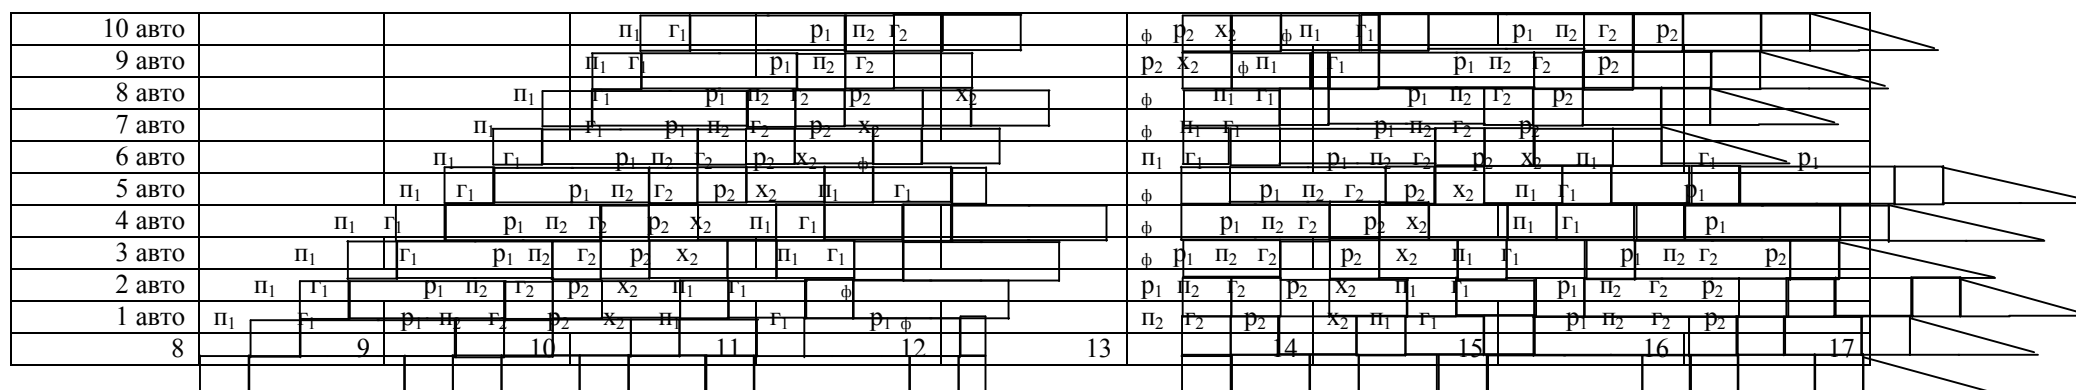 10 авто п₁ г₁ р₁ п₂ г₂ ф р₂ х₂ ф п₁ г₁ р₁ п₂ г₂ р₂
9 авто п₁ г₁ р₁ п₂ г₂ р₂ х₂ ф п₁ г₁ р₁ п₂ г₂ р₂
8 авто п₁ г₁ р₁ п₂ г₂ р₂ х₂ ф п₁ г₁ р₁ п₂ г₂ р₂
7 авто п₁ г₁ р₁ п₂ г₂ р₂ х₂ ф п₁ г₁ р₁ п₂ г₂ р₂
6 авто п₁ г₁ р₁ п₂ г₂ р₂ х₂ ф п₁ г₁ р₁ п₂ г₂ р₂ х₂ п₁ г₁ р₁
5 авто п₁ г₁ р₁ п₂ г₂ р₂ х₂ п₁ г₁ ф р₁ п₂ г₂ р₂ х₂ п₁ г₁ р₁
4 авто п₁ г₁ р₁ п₂ г₂ р₂ х₂ п₁ г₁ ф р₁ п₂ г₂ р₂ х₂ п₁ г₁ р₁
3 авто п₁ г₁ р₁ п₂ г₂ р₂ х₂ п₁ г₁ ф р₁ п₂ г₂ р₂ х₂ п₁ г₁ р₁ п₂ г₂ р₂
2 авто п₁ г₁ р₁ п₂ г₂ р₂ х₂ п₁ г₁ ф р₁ п₂ г₂ р₂ х₂ п₁ г₁ р₁ п₂ г₂ р₂
1 авто п₁ г₁ р₁ п₂ г₂ р₂ х₂ п₁ г₁ р₁ ф п₂ г₂ р₂ х₂ п₁ г₁ р₁ п₂ г₂ р₂
8 9 10 11 12 13 14 15 16 17